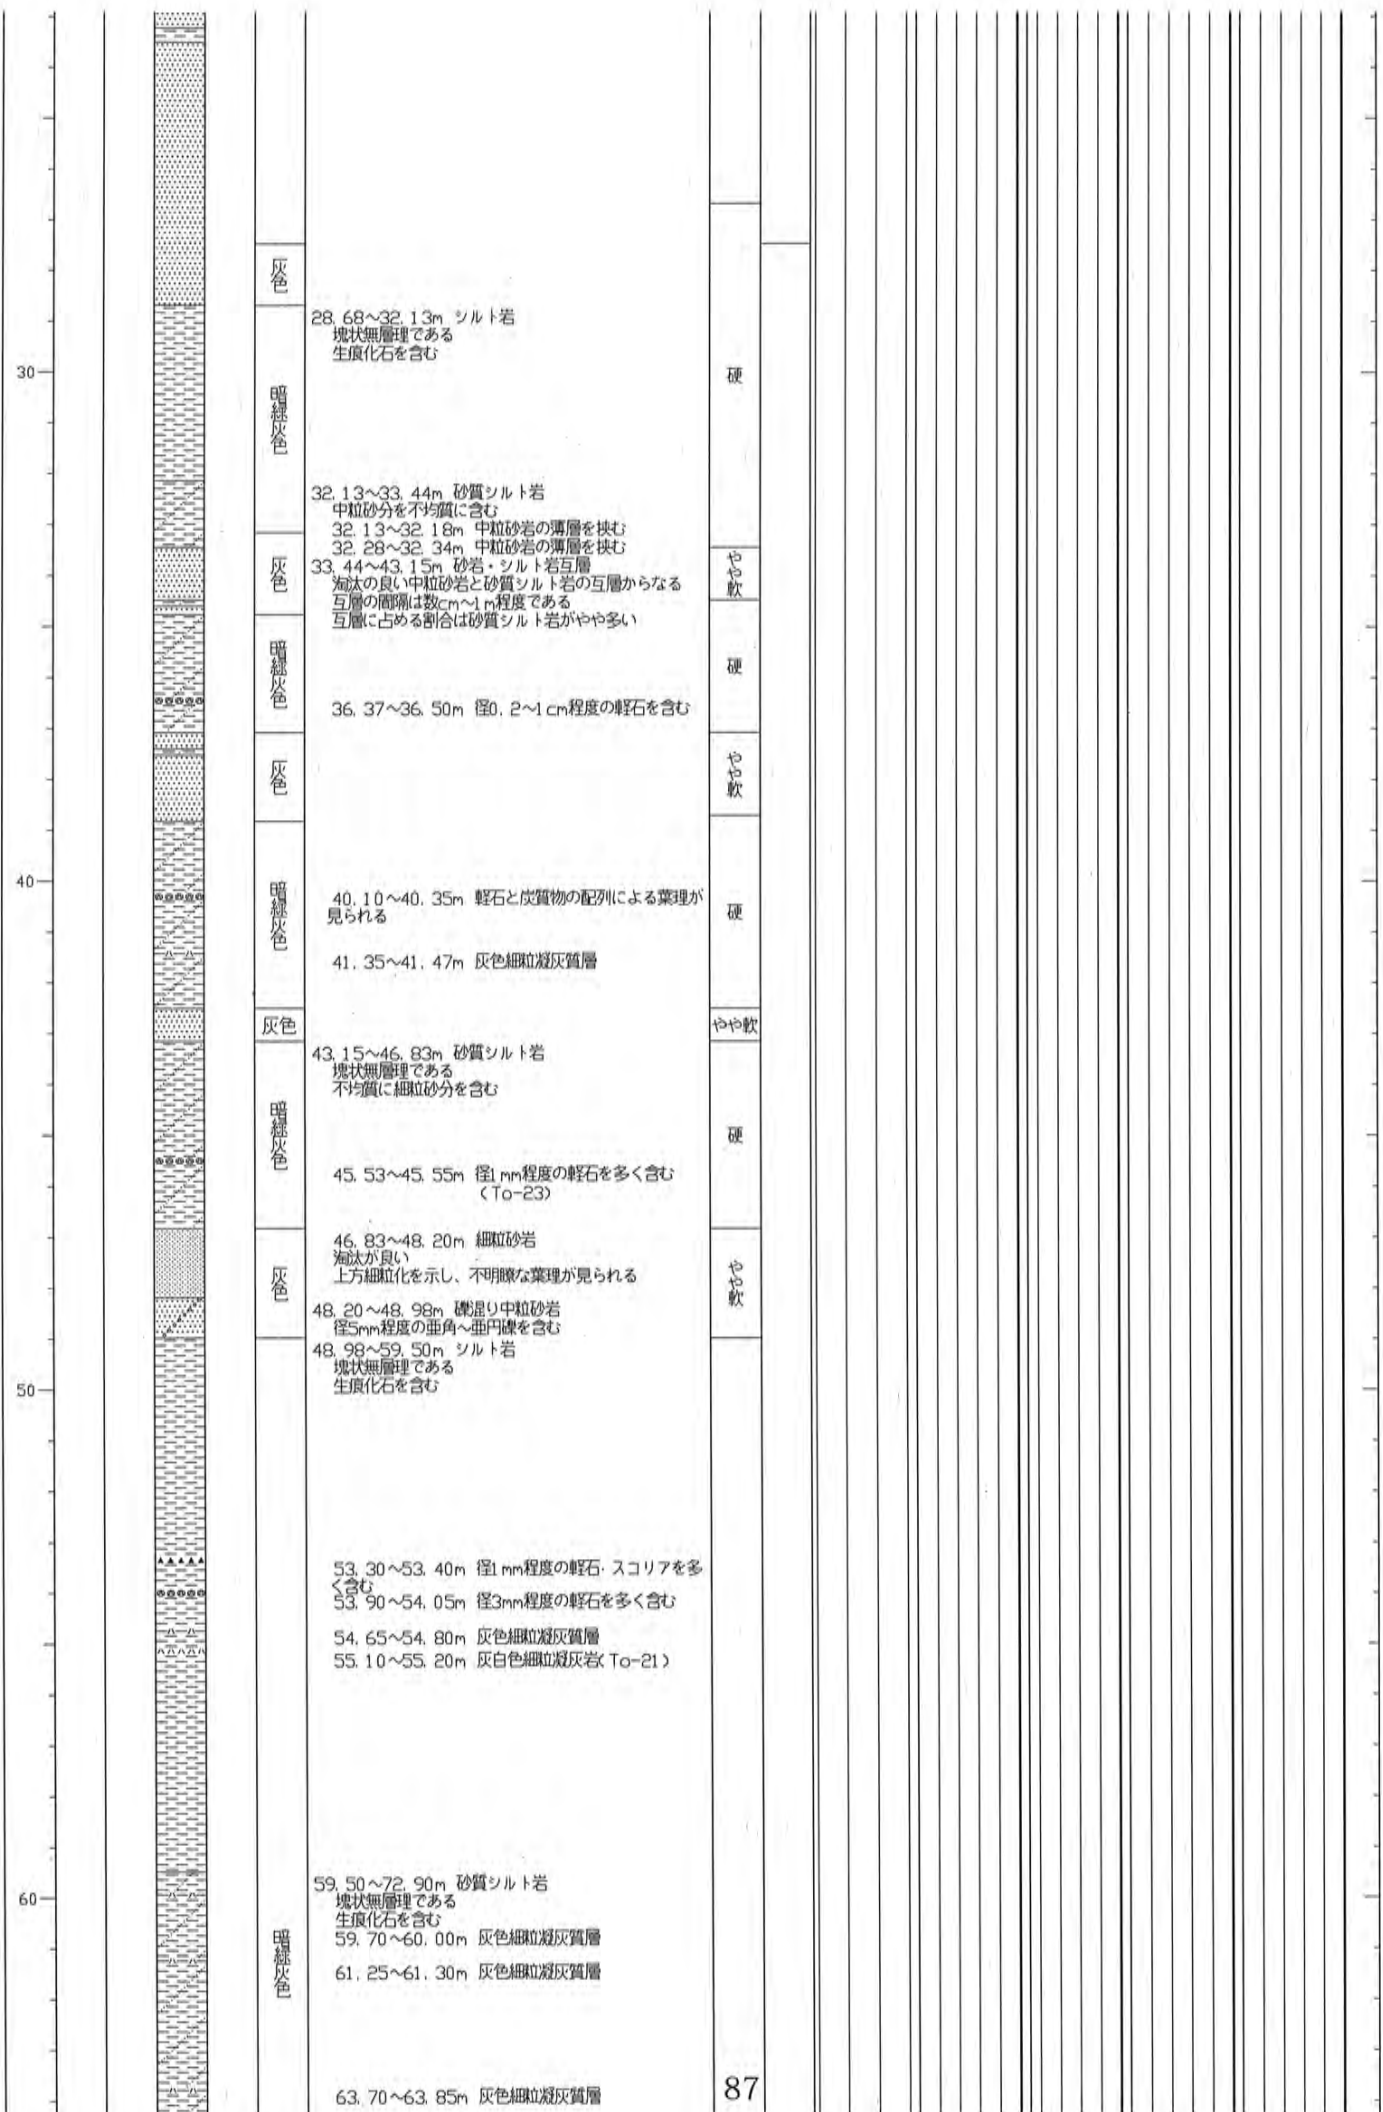 灰色
28.68~32.13m シルト岩
塊状無層理である
生痕化石を含む
30
硬
暗緑灰色
32.13~33.44m 砂質シルト岩
中粒砂分を不均質に含む
32.13~32.18m 中粒砂岩の薄層を挟む
32.28~32.34m 中粒砂岩の薄層を挟む
灰色
33.44~43.15m 砂岩・シルト岩互層
やや軟
淘汰の良い中粒砂岩と砂質シルト岩の互層からなる
互層の間隔は数cm~1m程度である
互層に占める割合は砂質シルト岩がやや多い
暗緑灰色
硬
36.37~36.50m 径0.2~1cm程度の軽石を含む
灰色
やや軟
40
暗緑灰色
40.10~40.35m 軽石と炭質物の配列による葉理が
見られる
硬
41.35~41.47m 灰色細粒凝灰質層
灰色
やや軟
43.15~46.83m 砂質シルト岩
塊状無層理である
不均質に細粒砂分を含む
暗緑灰色
硬
45.53~45.55m 径1mm程度の軽石を多く含む
(To-23)
46.83~48.20m 細粒砂岩
淘汰が良い
上方細粒化を示し、不明瞭な葉理が見られる
灰色
やや軟
48.20~48.98m 礫混り中粒砂岩
径5mm程度の亜角~亜円礫を含む
48.98~59.50m シルト岩
塊状無層理である
生痕化石を含む
50
53.30~53.40m 径1mm程度の軽石・スコリアを多
く含む
53.90~54.05m 径3mm程度の軽石を多く含む
54.65~54.80m 灰色細粒凝灰質層
55.10~55.20m 灰白色細粒凝灰岩(To-21)
59.50~72.90m 砂質シルト岩
60
塊状無層理である
生痕化石を含む
59.70~60.00m 灰色細粒凝灰質層
暗緑灰色
61.25~61.30m 灰色細粒凝灰質層
63.70~63.85m 灰色細粒凝灰質層
87